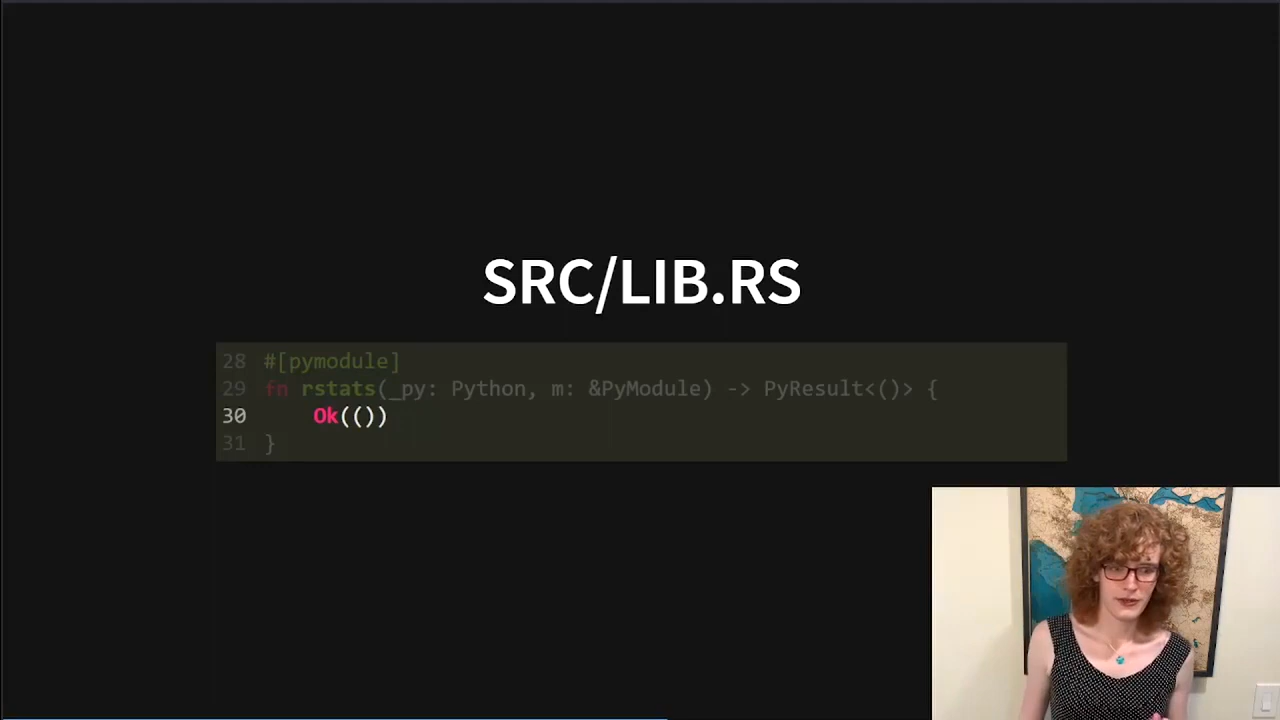 SRC/LIB.RS
28 #[pymodule]
29 fn rstats(_py: Python, m: &PyModule) -> PyResult<()> {
30     Ok(())
31 }